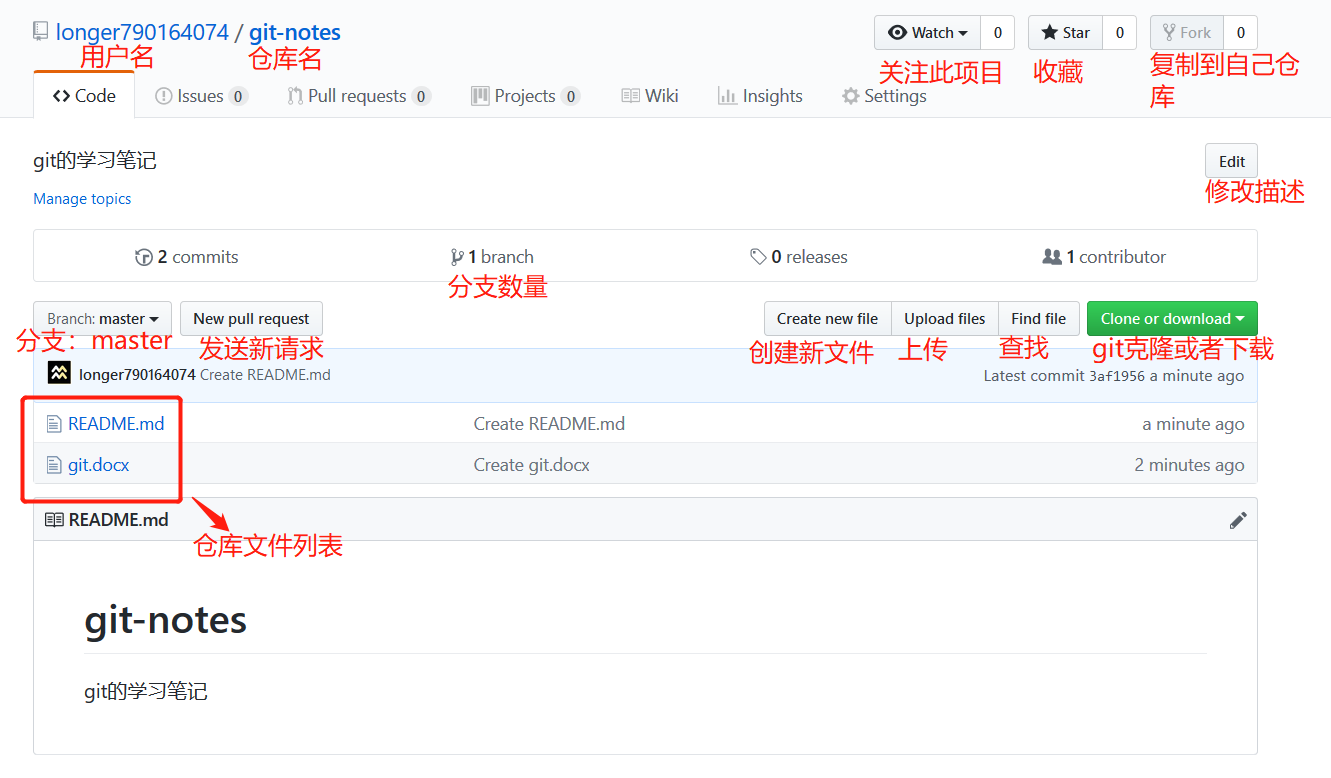 longer790164074 / git-notes
Watch 0 Star 0 Fork 0
用户名 仓库名
关注此项目 收藏 复制到自己仓
库
Code Issues 0 Pull requests 0 Projects 0 Wiki Insights Settings
git的学习笔记
Edit
修改描述
Manage topics
2 commits 1 branch 0 releases 1 contributor
分支数量
Branch: master New pull request Create new file Upload files Find file Clone or download
分支：master 发送新请求 创建新文件 上传 查找 git克隆或者下载
longer790164074 Create README.md Latest commit 3af1956 a minute ago
README.md Create README.md a minute ago
git.docx Create git.docx 2 minutes ago
README.md
仓库文件列表
git-notes
git的学习笔记